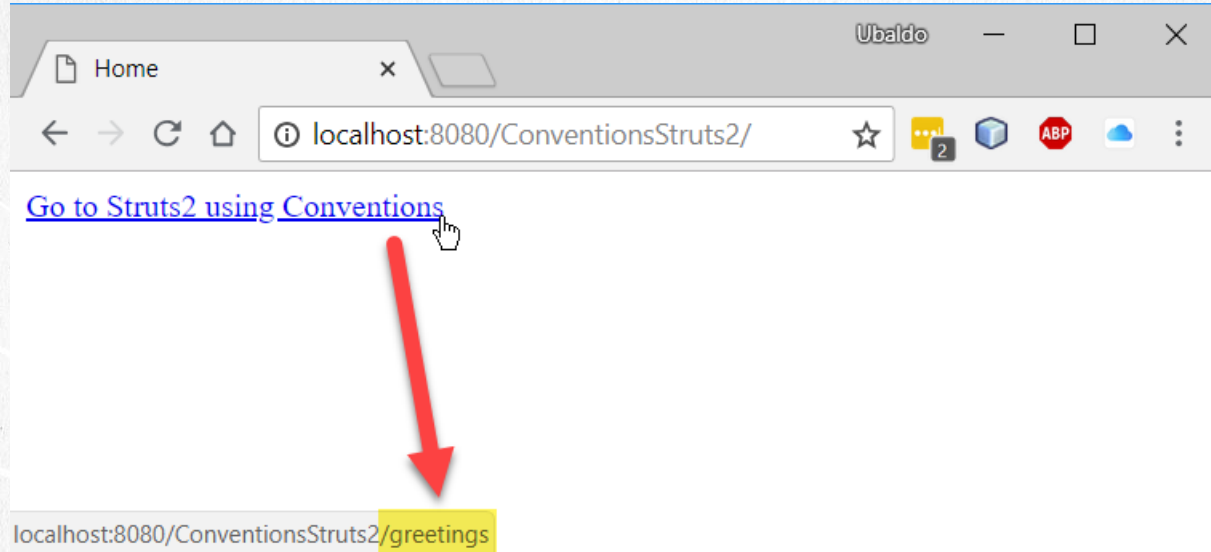 Ubaldo
Home
localhost:8080/ConventionsStruts2/
2
ABP
Go to Struts2 using Conventions
localhost:8080/ConventionsStruts2/greetings